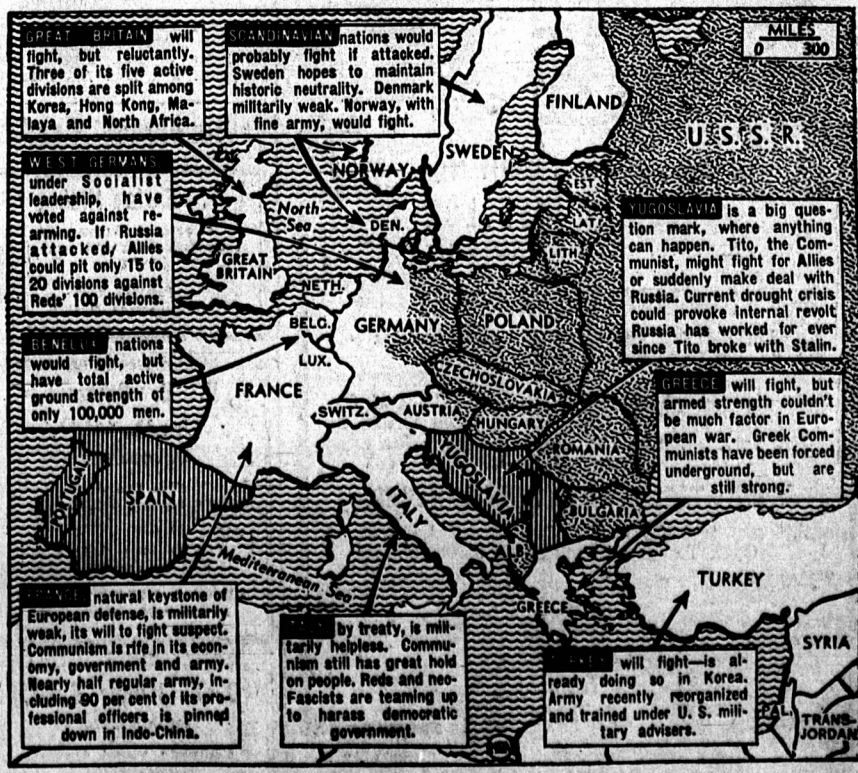 GREAT BRITAIN will
fight, but reluctantly.
Three of its five active
divisions are split among
Korea, Hong Kong, Ma-
laya and North Africa.
SCANDINAVIAN nations would
probably fight if attacked.
Sweden hopes to maintain
historic neutrality. Denmark
militarily weak. Norway, with
fine army, would fight.
MILES
0 300
FINLAND
U. S. S. R.
SWEDEN
NORWAY
WEST GERMANS
under Socialist
leadership, have
voted against re-
arming. If Russia
attacked, Allies
could pit only 15 to
20 divisions against
Reds' 100 divisions.
North
Sea
DEN.
EST
LAT.
LITH.
GREAT
BRITAIN
NETH.
BELG.
LUX.
GERMANY
POLAND
YUGOSLAVIA is a big ques-
tion mark, where anything
can happen. Tito, the Com-
munist, might fight for Allies
or suddenly make deal with
Russia. Current drought crisis
could provoke internal revolt
Russia has worked for ever
since Tito broke with Stalin.
BENELUX nations
would fight, but
have total active
ground strength of
only 100,000 men.
CZECHOSLOVAKIA
FRANCE
SWITZ.
AUSTRIA
HUNGARY
ROMANIA
GREECE will fight, but
armed strength couldn't
be much factor in Euro-
pean war. Greek Com-
munists have been forced
underground, but are
still strong.
PORTUGAL
SPAIN
ITALY
YUGOSLAVIA
BULGARIA
ALB.
Mediterranean Sea
GREECE
TURKEY
SYRIA
PAL.
TRANS-
JORDAN
FRANCE natural keystone of
European defense, is militarily
weak, its will to fight suspect.
Communism is rife in its econ-
omy, government and army.
Nearly half regular army, in-
cluding 90 per cent of its pro-
fessional officers is pinned
down in Indo-China.
by treaty, is mili-
tarily helpless. Commu-
nism still has great hold
on people. Reds and neo-
Fascists are teaming up
to harass democratic
government.
TURKEY will fight—is al-
ready doing so in Korea.
Army recently reorganized
and trained under U. S. mili-
tary advisers.